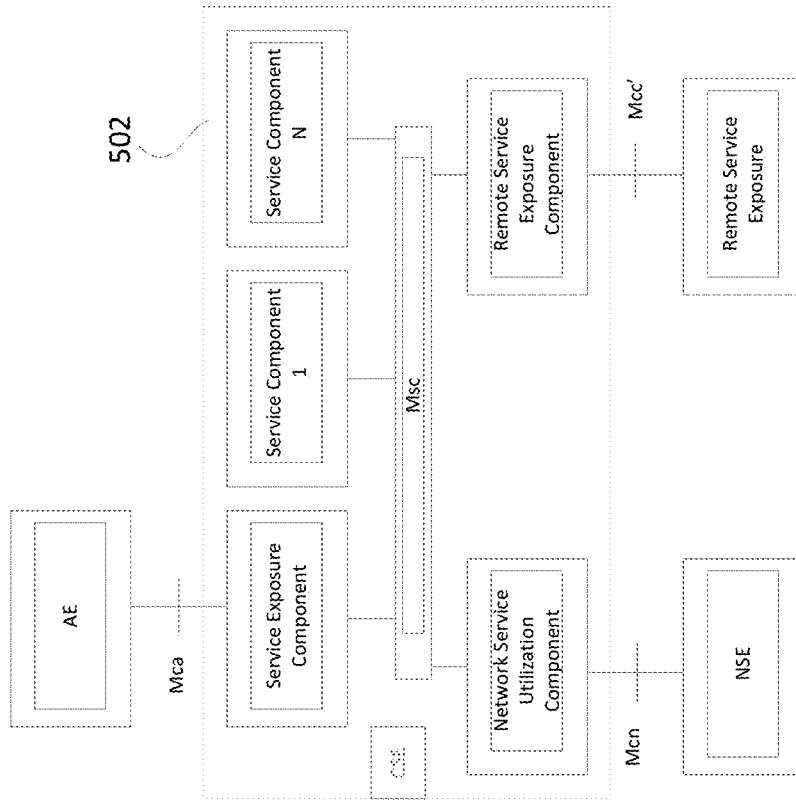 502
AE
Mca
Service Exposure
Component
Service Component
1
Service Component
N
CSE
Msc
Network Service
Utilization
Component
Remote Service
Exposure
Component
Mcn
Mcc'
NSE
Remote Service
Exposure